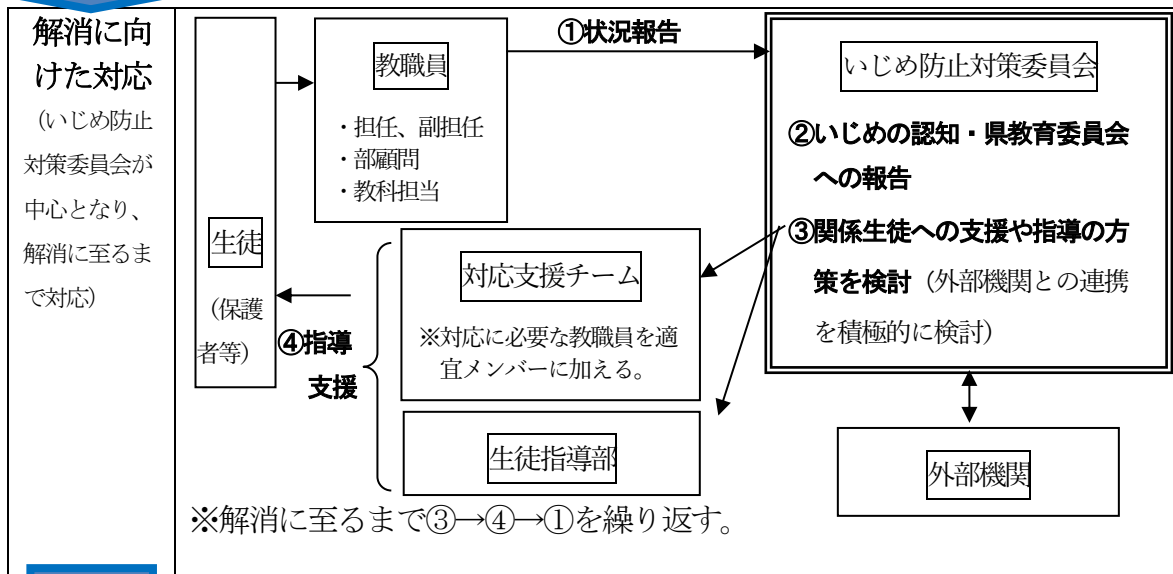 解消に向
けた対応
（いじめ防止
対策委員会が
中心となり、
解消に至るま
で対応）
生徒
（保護
者等）
教職員
・担任、副担任
・部顧問
・教科担当
①状況報告
いじめ防止対策委員会
②いじめの認知・県教育委員会
への報告
③関係生徒への支援や指導の方
策を検討（外部機関との連携
を積極的に検討）
対応支援チーム
※対応に必要な教職員を適
宜メンバーに加える。
④指導
支援
生徒指導部
外部機関
※解消に至るまで③→④→①を繰り返す。